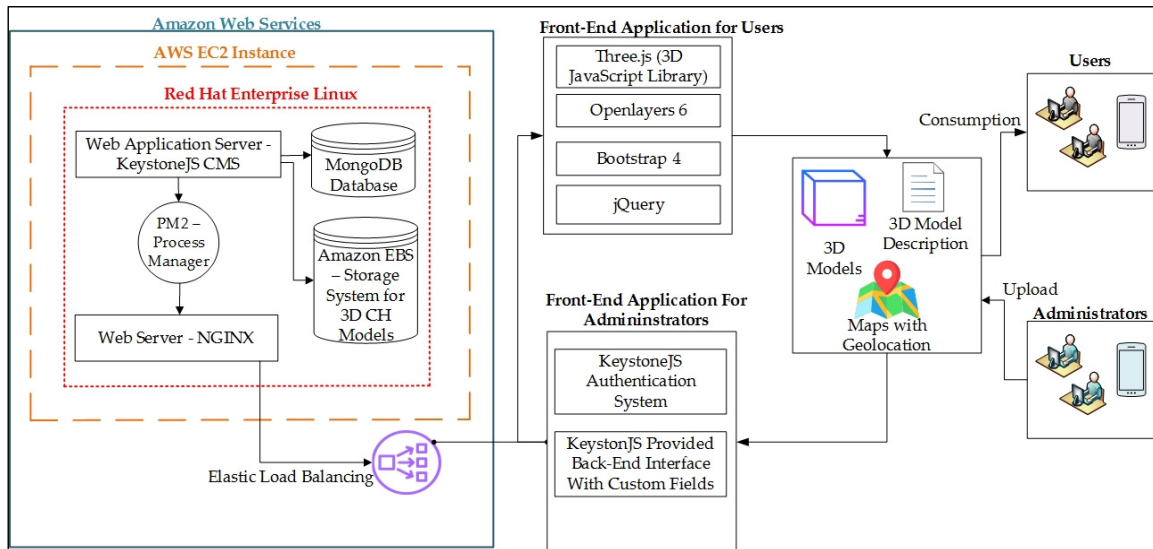 Amazon Web Services
AWS EC2 Instance
Red Hat Enterprise Linux
Web Application Server -
KeystoneJS CMS
MongoDB
Database
PM2 –
Process
Manager
Amazon EBS
– Storage
System for
3D CH
Models
Web Server - NGINX
Elastic Load Balancing
Front-End Application for Users
Three.js (3D
JavaScript Library)
Openlayers 6
Bootstrap 4
jQuery
Front-End Application For
Admininstrators
KeystoneJS
Authentication
System
KeystonJS Provided
Back-End Interface
With Custom Fields
3D
Models
3D Model
Description
Maps with
Geolocation
Consumption
Users
Upload
Administrators